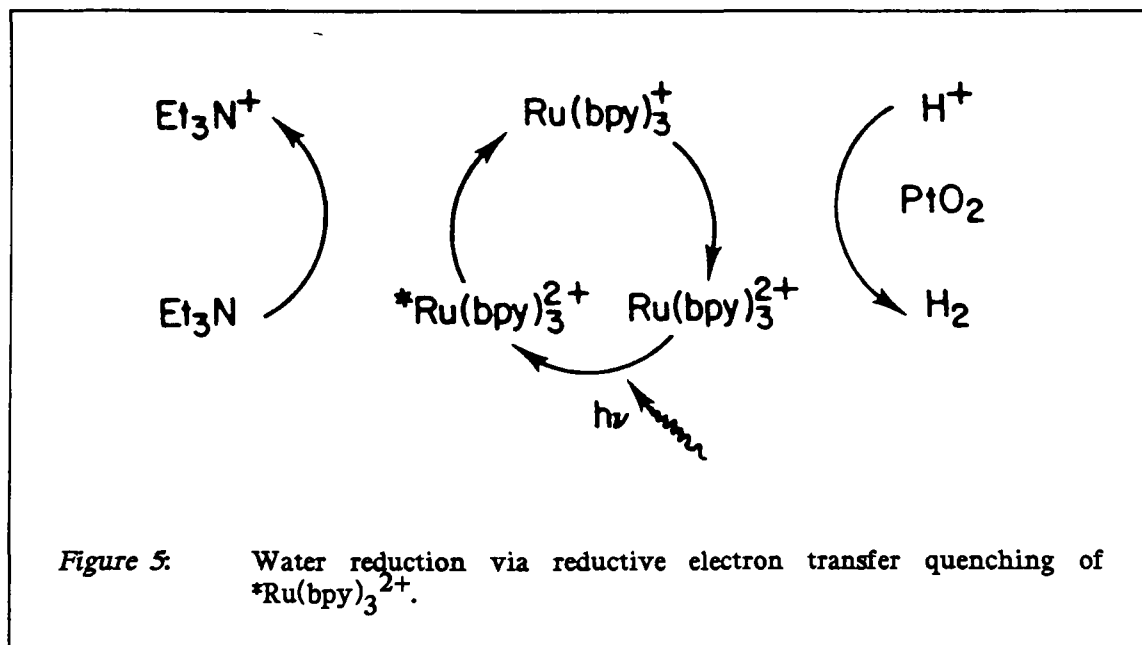 Et₃N⁺
Ru(bpy)₃⁺
H⁺
PtO₂
Et₃N
*Ru(bpy)₃²⁺
Ru(bpy)₃²⁺
H₂
hν
Figure 5: Water reduction via reductive electron transfer quenching of
*Ru(bpy)₃²⁺.